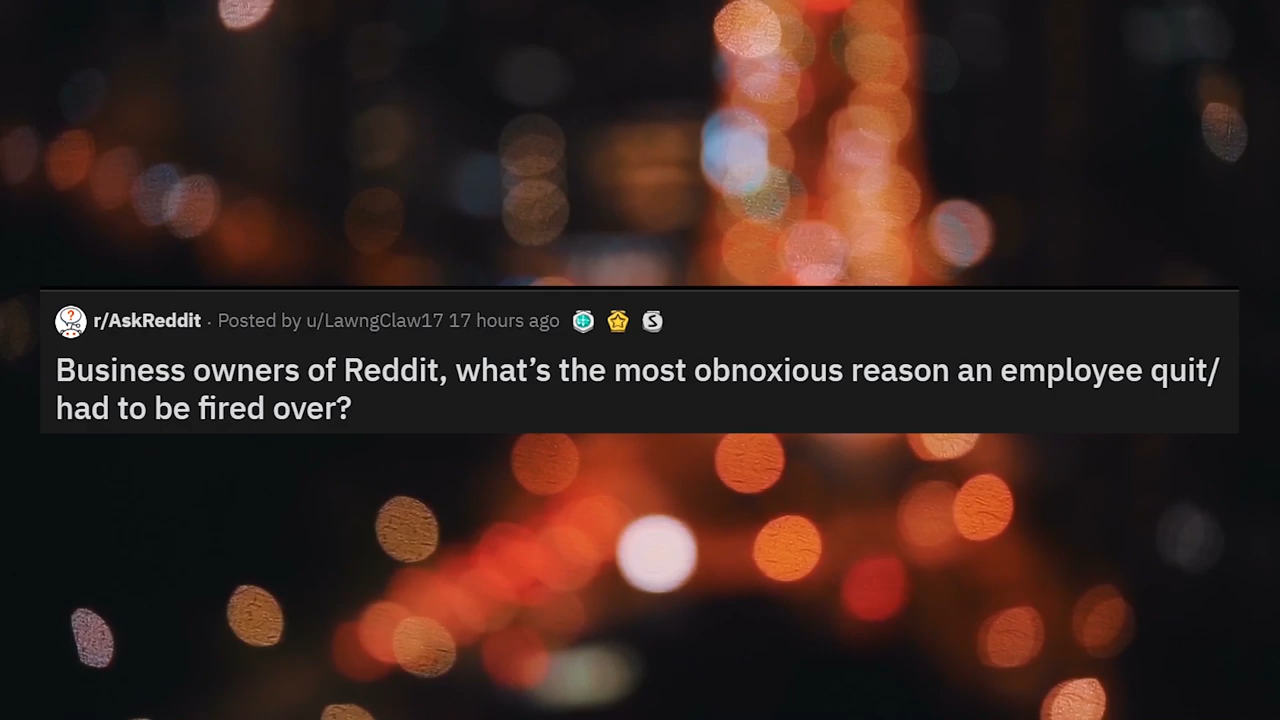 r/AskReddit · Posted by u/LawngClaw17 17 hours ago
Business owners of Reddit, what’s the most obnoxious reason an employee quit/
had to be fired over?